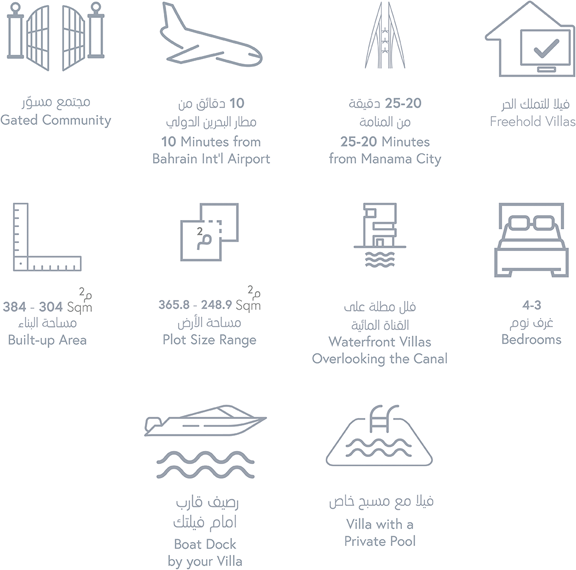 مجتمع مسوّر
Gated Community
10 دقائق من
مطار البحرين الدولي
10 Minutes from
Bahrain Int'l Airport
25-20 دقيقة
من المنامة
25-20 Minutes
from Manama City
فيلا للتملك الحر
Freehold Villas
م2
384 - 304 Sqm
مساحة البناء
Built-up Area
م2
م2
365.8 - 248.9 Sqm
مساحة الأرض
Plot Size Range
فلل مطلة على
القناة المائية
Waterfront Villas
Overlooking the Canal
4-3
غرف نوم
Bedrooms
رصيف قارب
امام فيلتك
Boat Dock
by your Villa
فيلا مع مسبح خاص
Villa with a
Private Pool